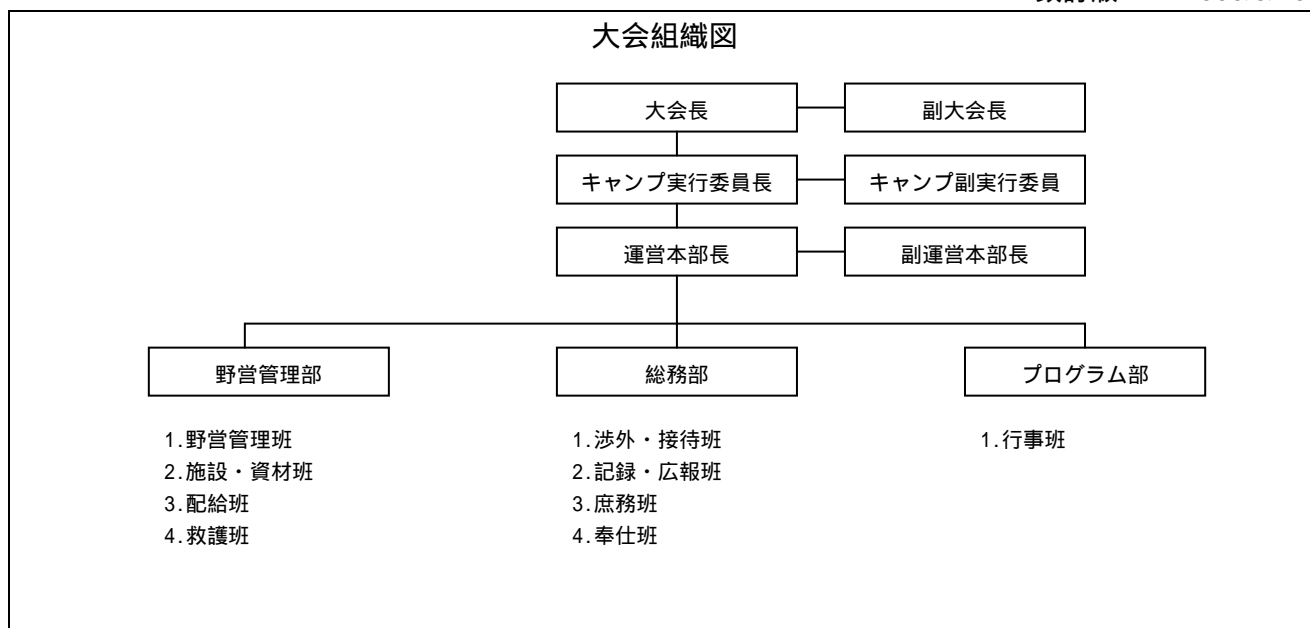 大会組織図
大会長
副大会長
キャンプ実行委員長
キャンプ副実行委員
運営本部長
副運営本部長
野営管理部
総務部
プログラム部
1.野営管理班
2.施設・資材班
3.配給班
4.救護班
1.渉外・接待班
2.記録・広報班
3.庶務班
4.奉仕班
1.行事班